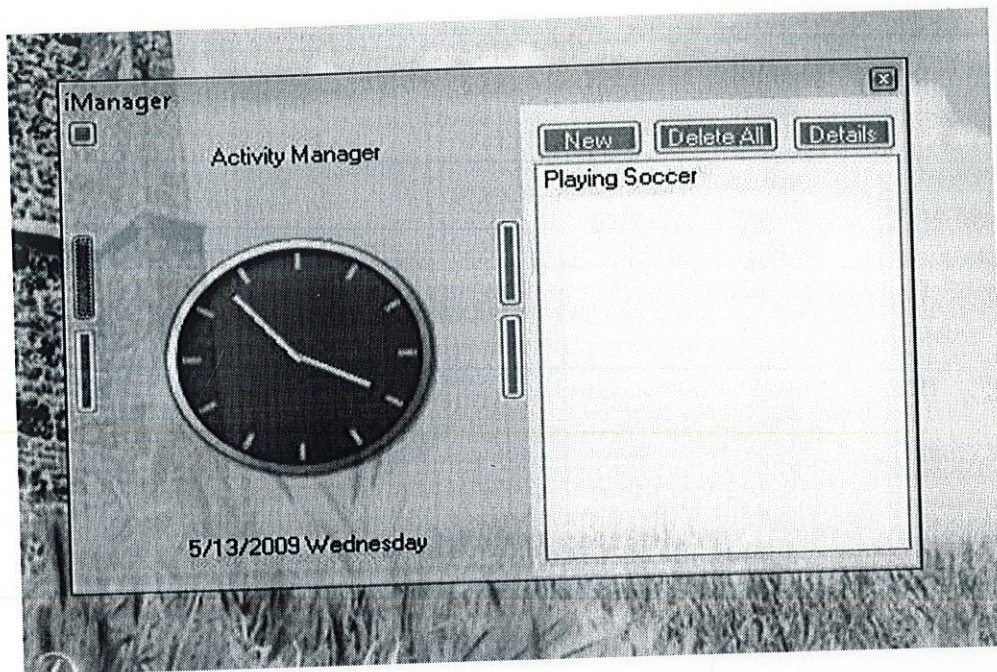 iManager
Activity Manager
5/13/2009 Wednesday
New
Delete All
Details
Playing Soccer